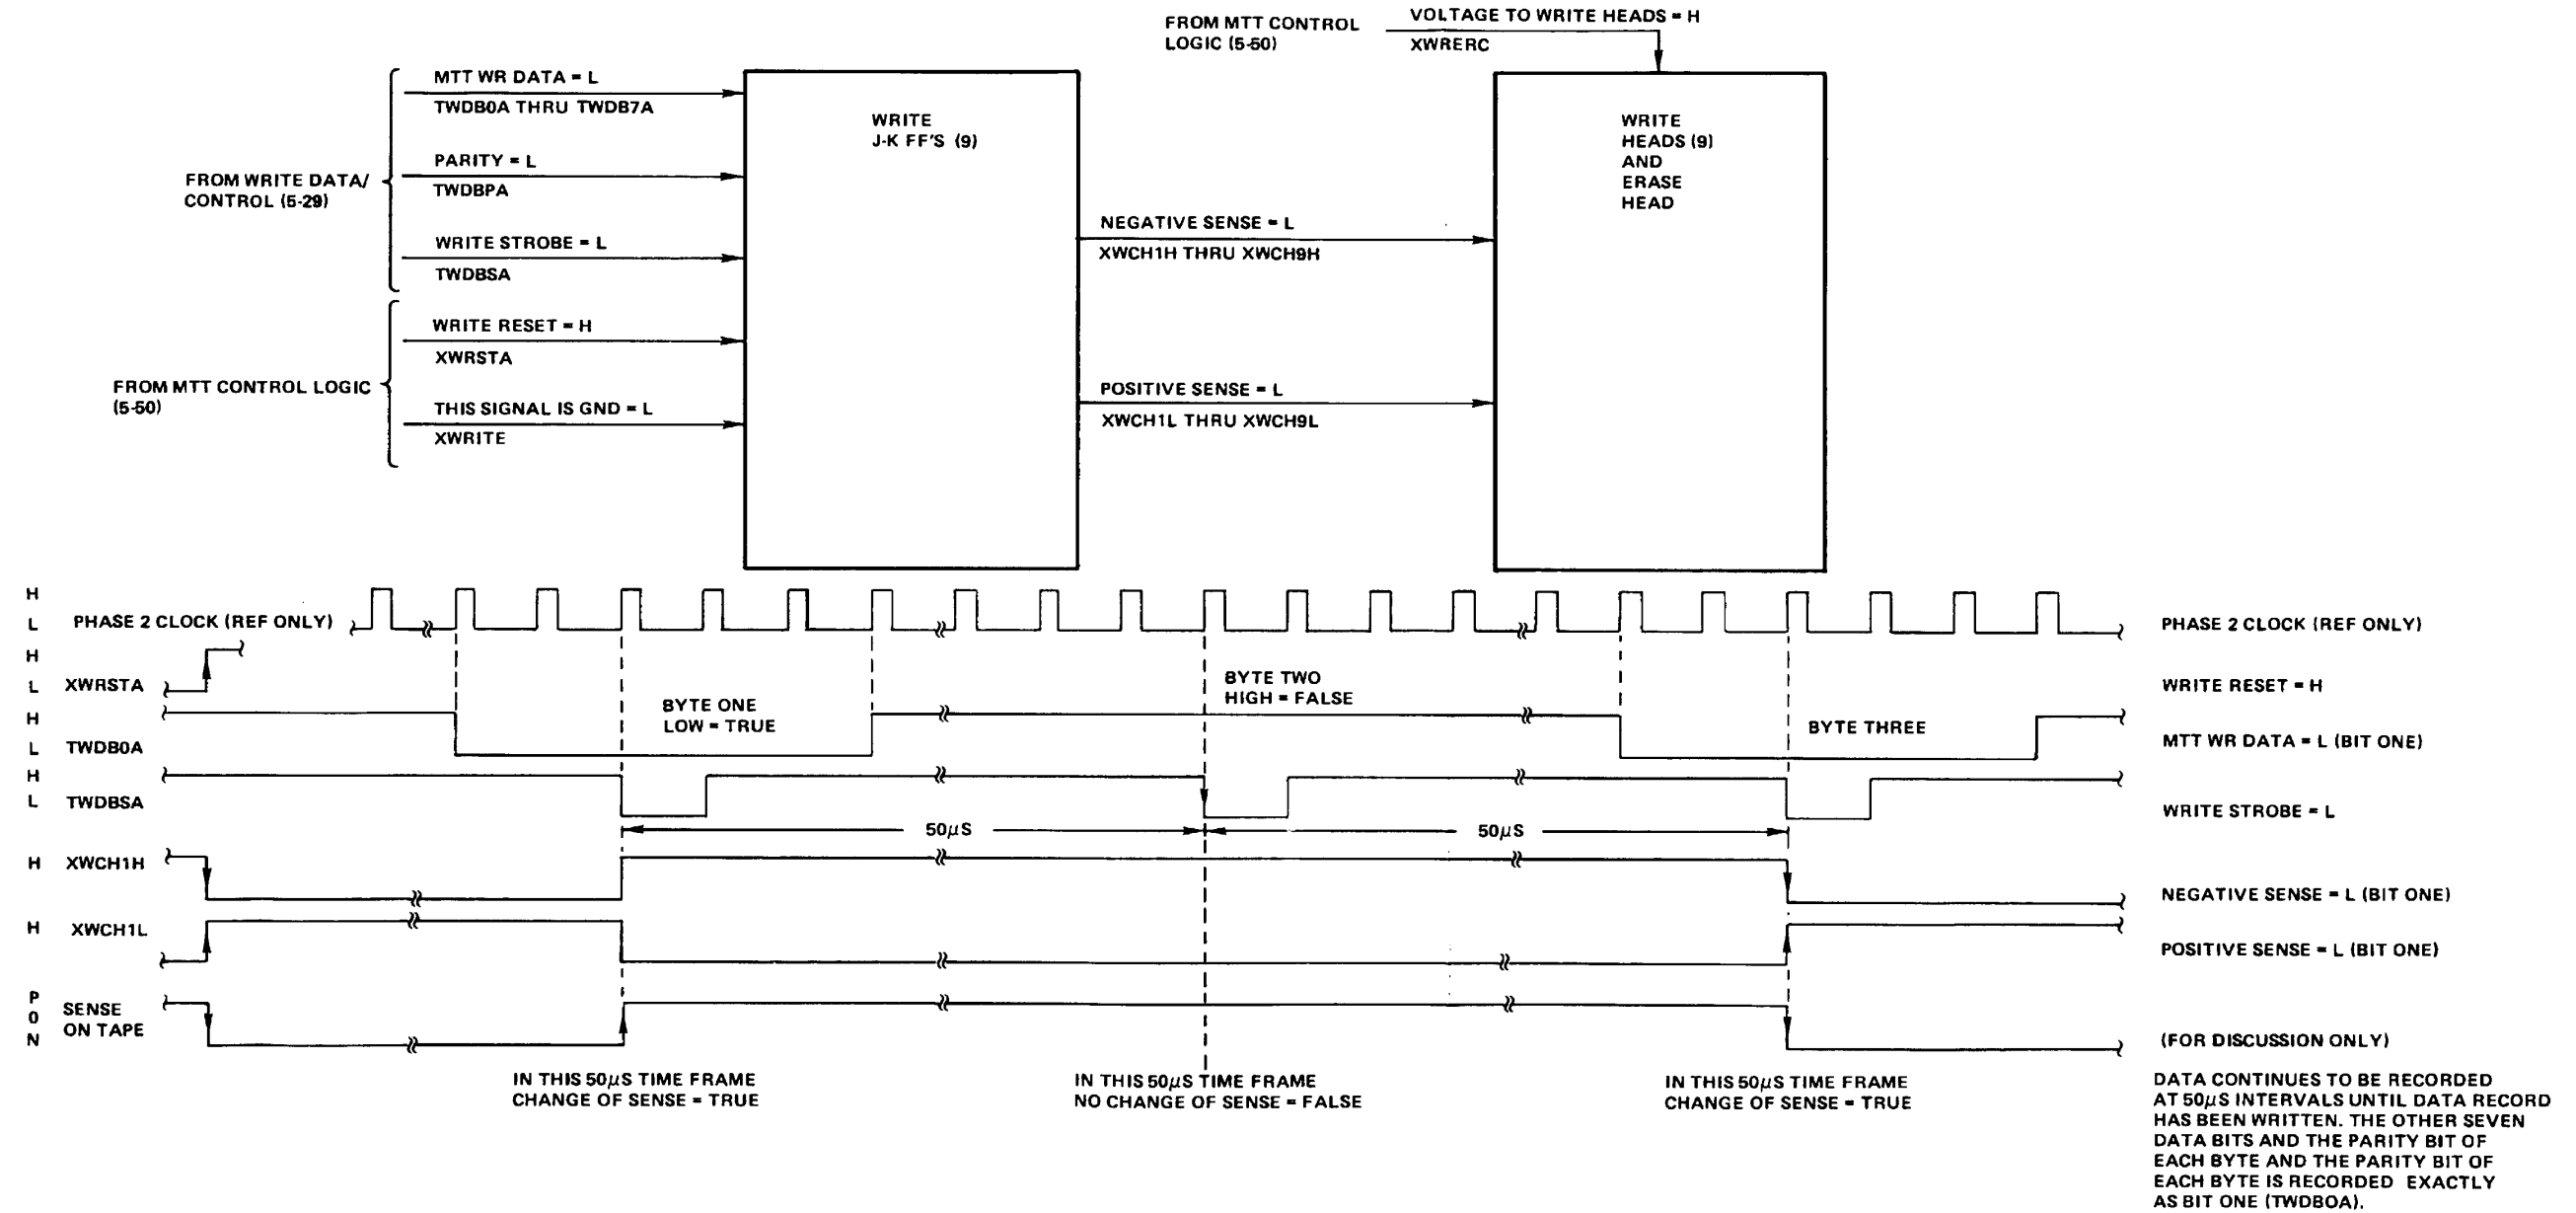 FROM MTT CONTROL
LOGIC (5-50)
VOLTAGE TO WRITE HEADS = H
XWRERC
FROM WRITE DATA/
CONTROL (5-29)
MTT WR DATA = L
TWDB0A THRU TWDB7A
PARITY = L
TWDBPA
WRITE STROBE = L
TWDBSA
FROM MTT CONTROL LOGIC
(5-50)
WRITE RESET = H
XWRSTA
THIS SIGNAL IS GND = L
XWRITE
WRITE
J-K FF'S (9)
NEGATIVE SENSE = L
XWCH1H THRU XWCH9H
POSITIVE SENSE = L
XWCH1L THRU XWCH9L
WRITE
HEADS (9)
AND
ERASE
HEAD
H
L PHASE 2 CLOCK (REF ONLY)
PHASE 2 CLOCK (REF ONLY)
H
L XWRSTA
WRITE RESET = H
BYTE ONE
LOW = TRUE
BYTE TWO
HIGH = FALSE
BYTE THREE
H
L TWDB0A
MTT WR DATA = L (BIT ONE)
H
L TWDBSA
WRITE STROBE = L
50μS
50μS
H XWCH1H
NEGATIVE SENSE = L (BIT ONE)
H XWCH1L
POSITIVE SENSE = L (BIT ONE)
P
0
N
SENSE
ON TAPE
(FOR DISCUSSION ONLY)
IN THIS 50μS TIME FRAME
CHANGE OF SENSE = TRUE
IN THIS 50μS TIME FRAME
NO CHANGE OF SENSE = FALSE
IN THIS 50μS TIME FRAME
CHANGE OF SENSE = TRUE
DATA CONTINUES TO BE RECORDED
AT 50μS INTERVALS UNTIL DATA RECORD
HAS BEEN WRITTEN. THE OTHER SEVEN
DATA BITS AND THE PARITY BIT OF
EACH BYTE AND THE PARITY BIT OF
EACH BYTE IS RECORDED EXACTLY
AS BIT ONE (TWDBOA).